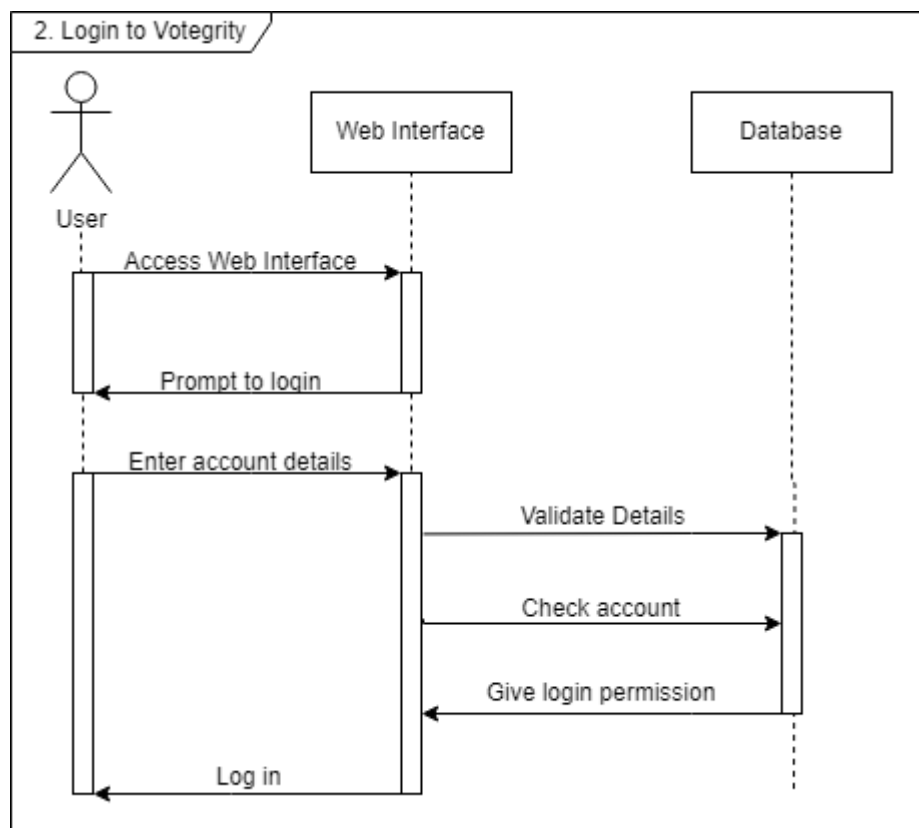 2. Login to Votegrity
Web Interface
Database
User
Access Web Interface
Prompt to login
Enter account details
Validate Details
Check account
Give login permission
Log in